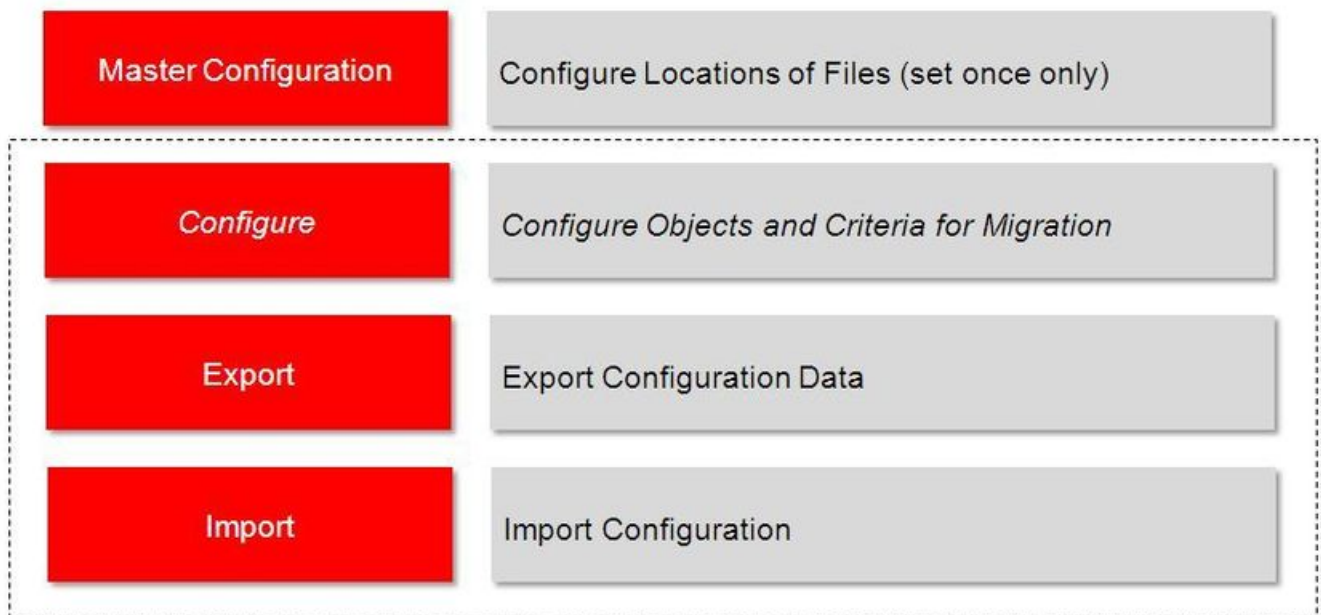 Master Configuration
Configure Locations of Files (set once only)
Configure
Configure Objects and Criteria for Migration
Export
Export Configuration Data
Import
Import Configuration